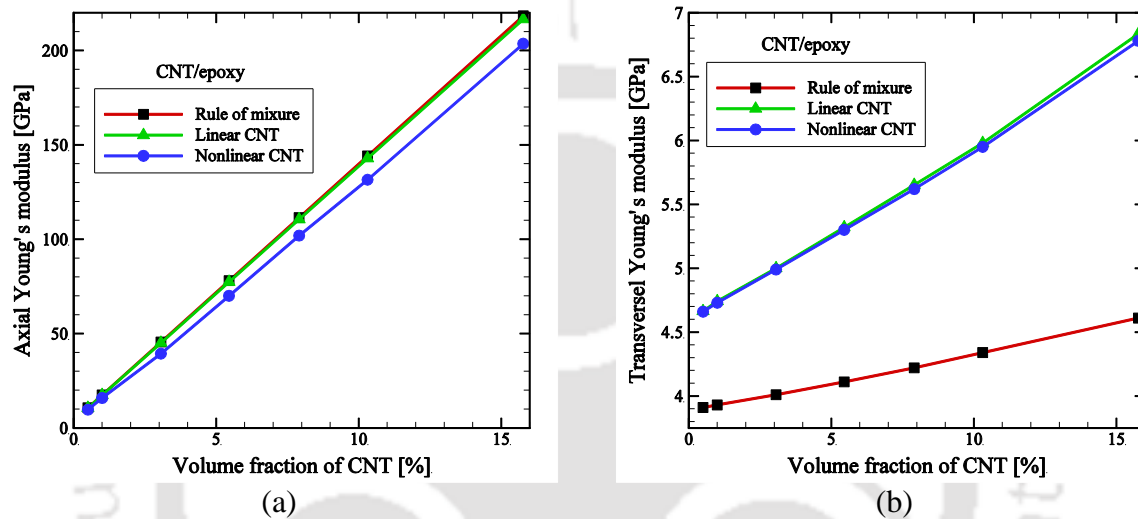 Axial Young's modulus [GPa]
200
150
100
50
0
CNT/epoxy
Rule of mixure
Linear CNT
Nonlinear CNT
0 5 10 15
Volume fraction of CNT [%]
(a)
Transversel Young's modulus [GPa]
7
6.5
6
5.5
5
4.5
4
CNT/epoxy
Rule of mixure
Linear CNT
Nonlinear CNT
0 5 10 15
Volume fraction of CNT [%]
(b)